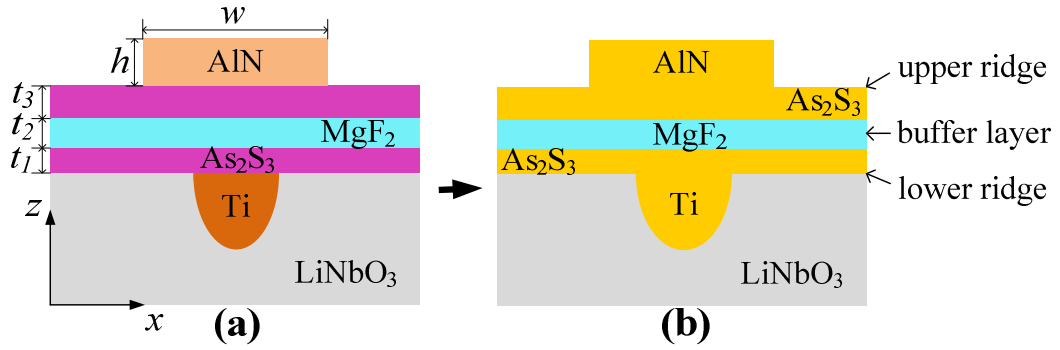 w
h
AlN
t3
t2
MgF2
t1
As2S3
Ti
z
LiNbO3
x
(a)
AlN
upper ridge
As2S3
MgF2
buffer layer
As2S3
lower ridge
Ti
LiNbO3
(b)